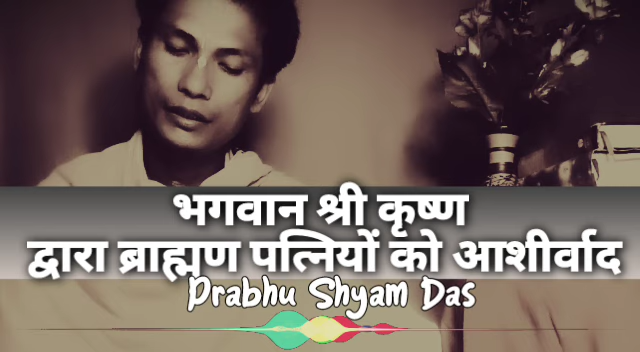 भगवान श्री कृष्ण
द्वारा ब्राह्मण पत्नियों को आशीर्वाद
Prabhu Shyam Das